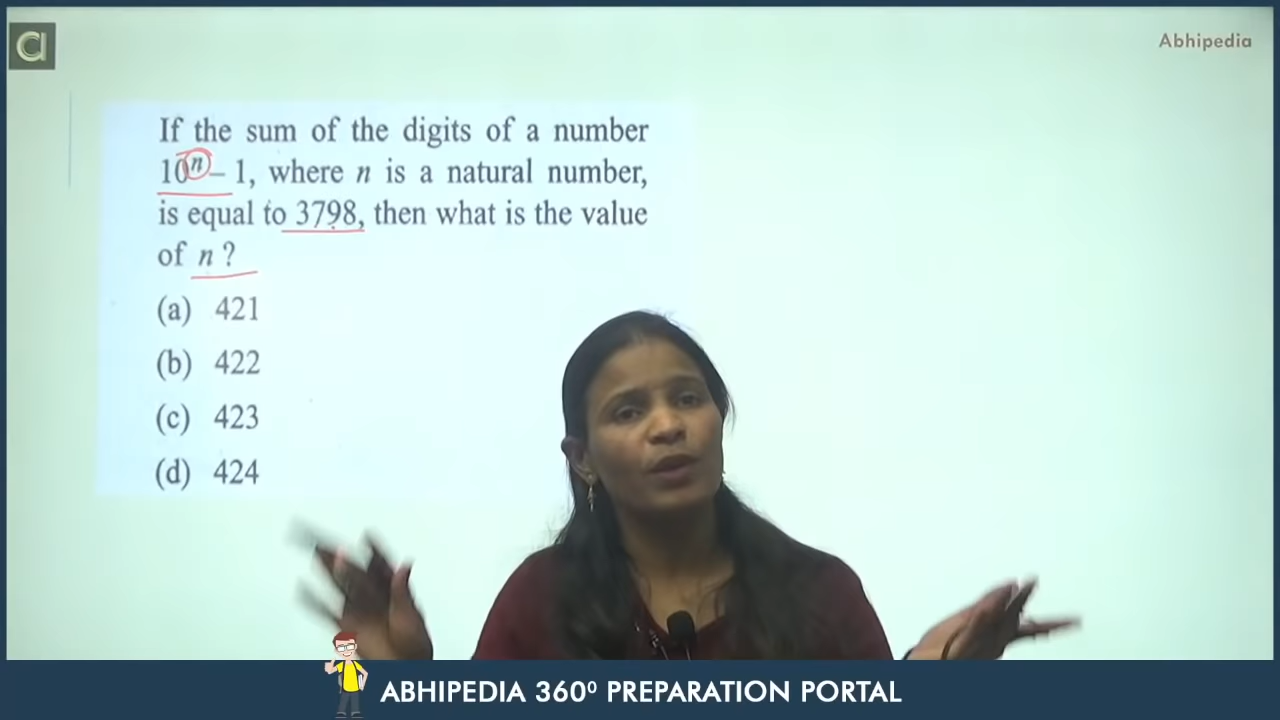 Abhipedia
If the sum of the digits of a number
10ⁿ – 1, where n is a natural number,
is equal to 3798, then what is the value
of n ?
(a) 421
(b) 422
(c) 423
(d) 424
ABHIPEDIA 360⁰ PREPARATION PORTAL